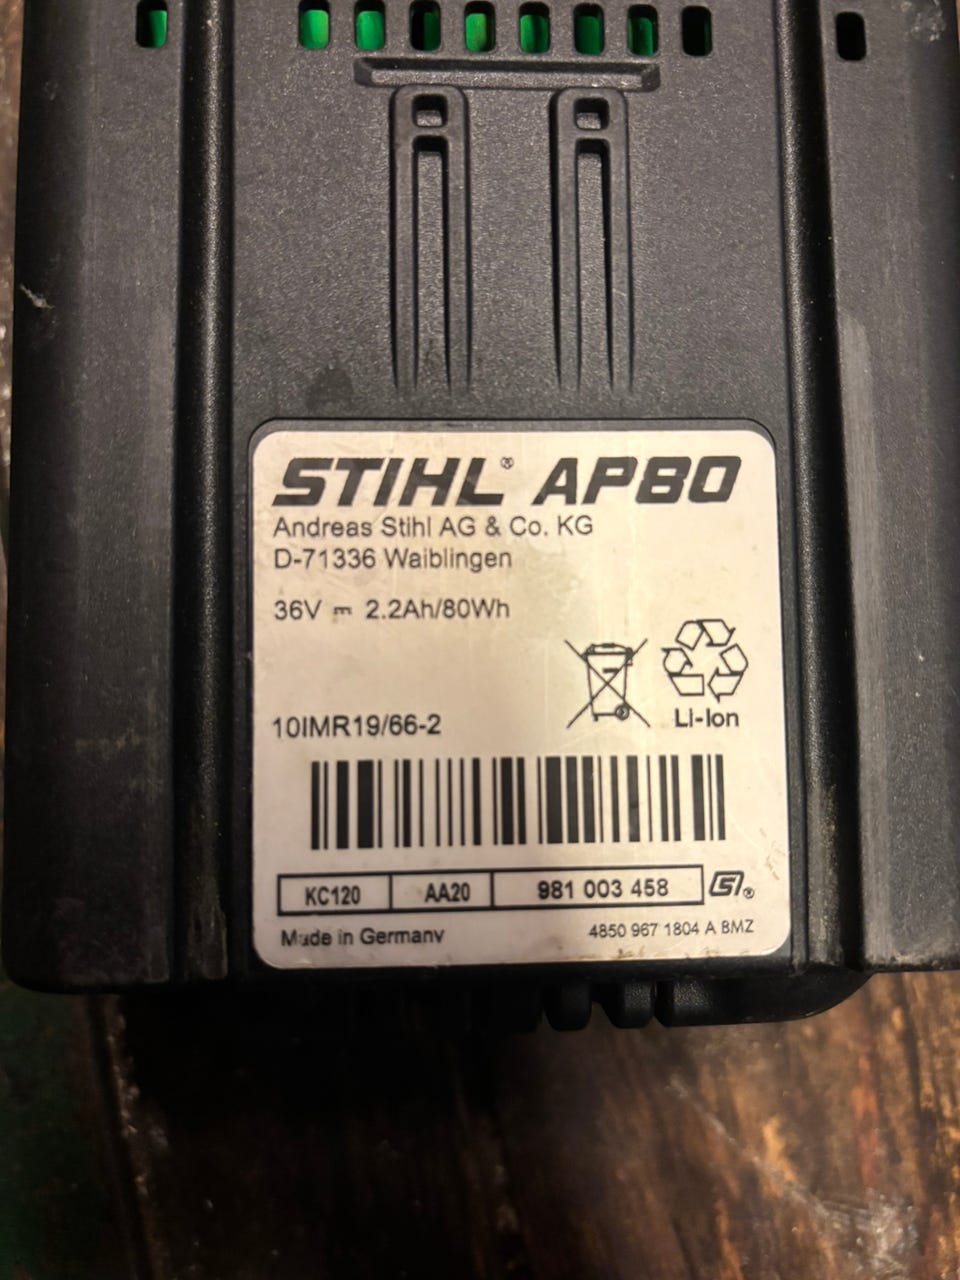 STIHL® AP80
Andreas Stihl AG & Co. KG
D-71336 Waiblingen
36V ⎓ 2.2Ah/80Wh
10IMR19/66-2
Li-Ion
KC120 AA20 981 003 458 S®
Made in Germany
4850 967 1804 A BMZ